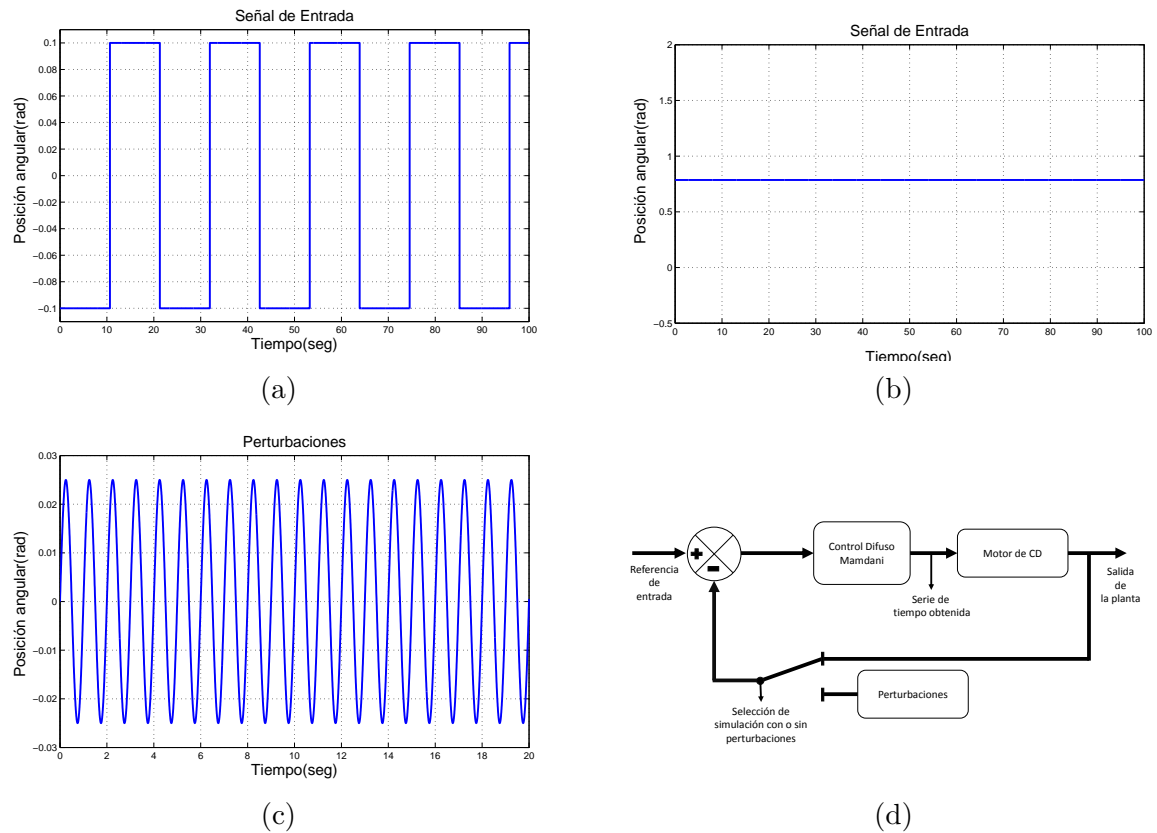 Señal de Entrada
Posición angular(rad)
0.1
0.08
0.06
0.04
0.02
0
−0.02
−0.04
−0.06
−0.08
−0.1
0 10 20 30 40 50 60 70 80 90 100
Tiempo(seg)
(a)
Señal de Entrada
Posición angular(rad)
2
1.5
1
0.5
0
−0.5
0 10 20 30 40 50 60 70 80 90 100
Tiempo(seg)
(b)
Perturbaciones
Posición angular(rad)
0.03
0.02
0.01
0
−0.01
−0.02
−0.03
0 2 4 6 8 10 12 14 16 18 20
Tiempo(seg)
(c)
Referencia
de
entrada
+
-
Control Difuso
Mamdani
Serie de
tiempo obtenida
Motor de CD
Salida
de
la planta
Perturbaciones
Selección de
simulación con o sin
perturbaciones
(d)